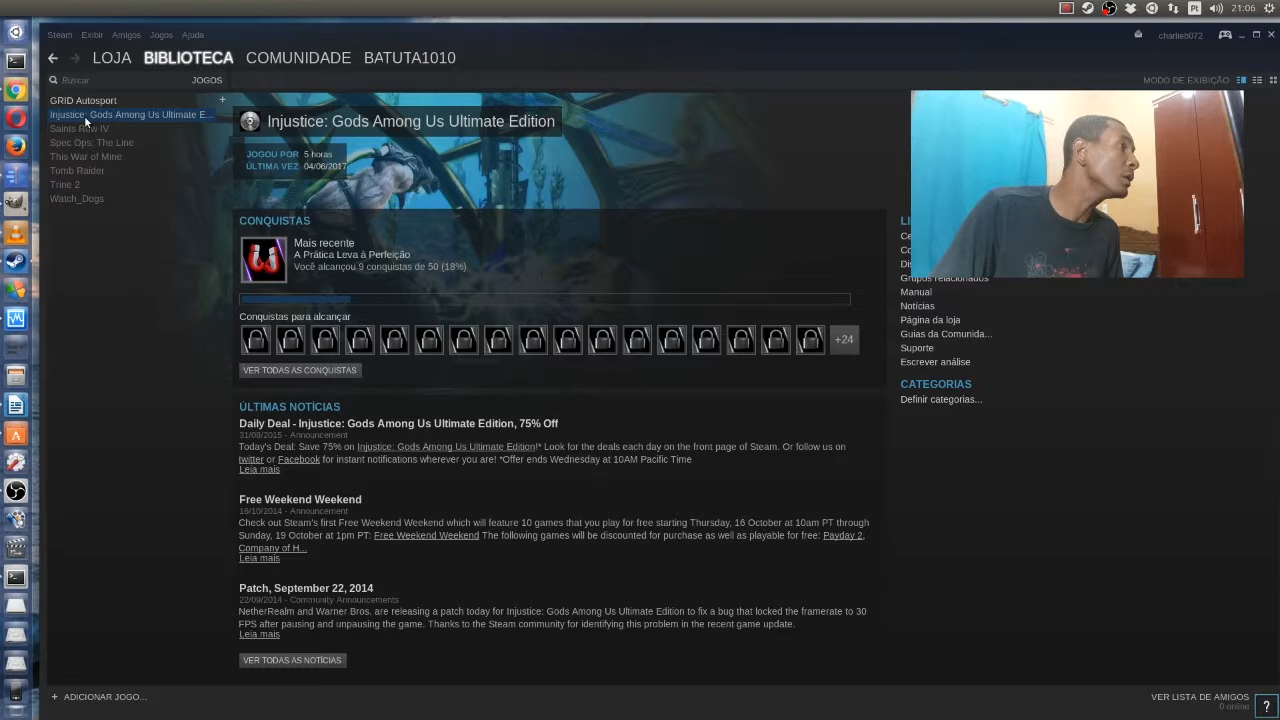 Pt
21:06
Steam Exibir Amigos Jogos Ajuda
charlieb072
LOJA BIBLIOTECA COMUNIDADE BATUTA1010
Buscar
JOGOS
MODO DE EXIBIÇÃO
GRID Autosport
+
Injustice: Gods Among Us Ultimate E...
Saints Row IV
Spec Ops: The Line
This War of Mine
Tomb Raider
Trine 2
Watch_Dogs
Injustice: Gods Among Us Ultimate Edition
JOGOU POR 5 horas
ÚLTIMA VEZ 04/06/2017
CONQUISTAS
Mais recente
A Prática Leva à Perfeição
Você alcançou 9 conquistas de 50 (18%)
Conquistas para alcançar
+24
VER TODAS AS CONQUISTAS
ÚLTIMAS NOTÍCIAS
Daily Deal - Injustice: Gods Among Us Ultimate Edition, 75% Off
31/08/2015 - Announcement
Today's Deal: Save 75% on Injustice: Gods Among Us Ultimate Edition!* Look for the deals each day on the front page of Steam. Or follow us on
twitter or Facebook for instant notifications wherever you are! *Offer ends Wednesday at 10AM Pacific Time
Leia mais
Free Weekend Weekend
16/10/2014 - Announcement
Check out Steam's first Free Weekend Weekend which will feature 10 games that you play for free starting Thursday, 16 October at 10am PT through
Sunday, 19 October at 1pm PT: Free Weekend Weekend The following games will be discounted for purchase as well as playable for free: Payday 2,
Company of H...
Leia mais
Patch, September 22, 2014
22/09/2014 - Community Announcements
NetherRealm and Warner Bros. are releasing a patch today for Injustice: Gods Among Us Ultimate Edition to fix a bug that locked the framerate to 30
FPS after pausing and unpausing the game. Thanks to the Steam community for identifying this problem in the recent game update.
Leia mais
VER TODAS AS NOTÍCIAS
Grupos relacionados
Manual
Notícias
Página da loja
Guias da Comunida...
Suporte
Escrever análise
CATEGORIAS
Definir categorias...
+ ADICIONAR JOGO...
VER LISTA DE AMIGOS
0 online
?